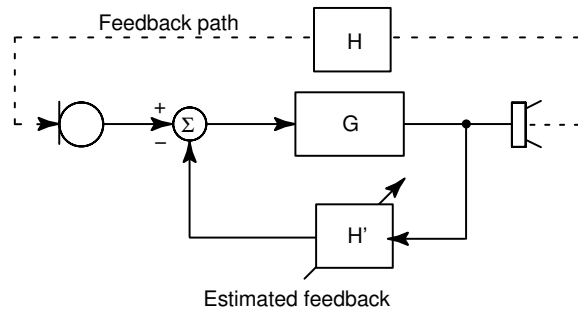 Feedback path
H
+
Σ
−
G
H'
Estimated feedback